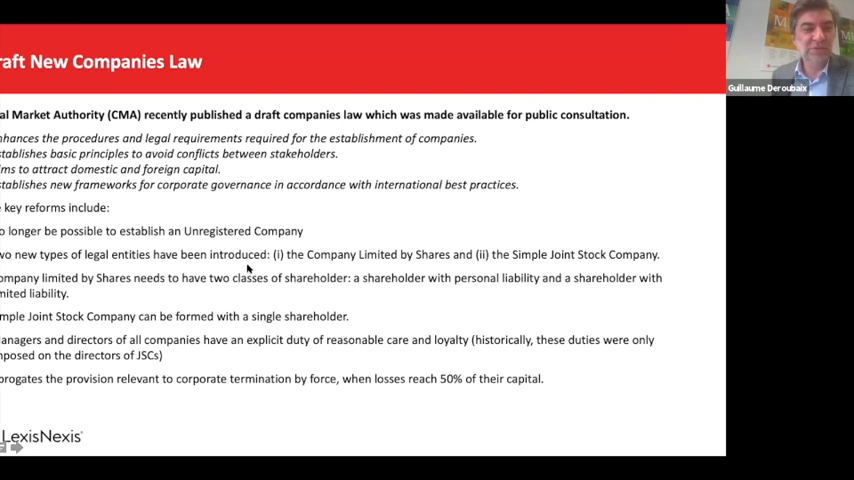 raft New Companies Law
al Market Authority (CMA) recently published a draft companies law which was made available for public consultation.
nhances the procedures and legal requirements required for the establishment of companies.
stablishes basic principles to avoid conflicts between stakeholders.
ims to attract domestic and foreign capital.
stablishes new frameworks for corporate governance in accordance with international best practices.
e key reforms include:
o longer be possible to establish an Unregistered Company
wo new types of legal entities have been introduced: (i) the Company Limited by Shares and (ii) the Simple Joint Stock Company.
ompany limited by Shares needs to have two classes of shareholder: a shareholder with personal liability and a shareholder with
mited liability.
mple Joint Stock Company can be formed with a single shareholder.
anagers and directors of all companies have an explicit duty of reasonable care and loyalty (historically, these duties were only
mposed on the directors of JSCs)
brogates the provision relevant to corporate termination by force, when losses reach 50% of their capital.
LexisNexis®
Guillaume Deroubaix